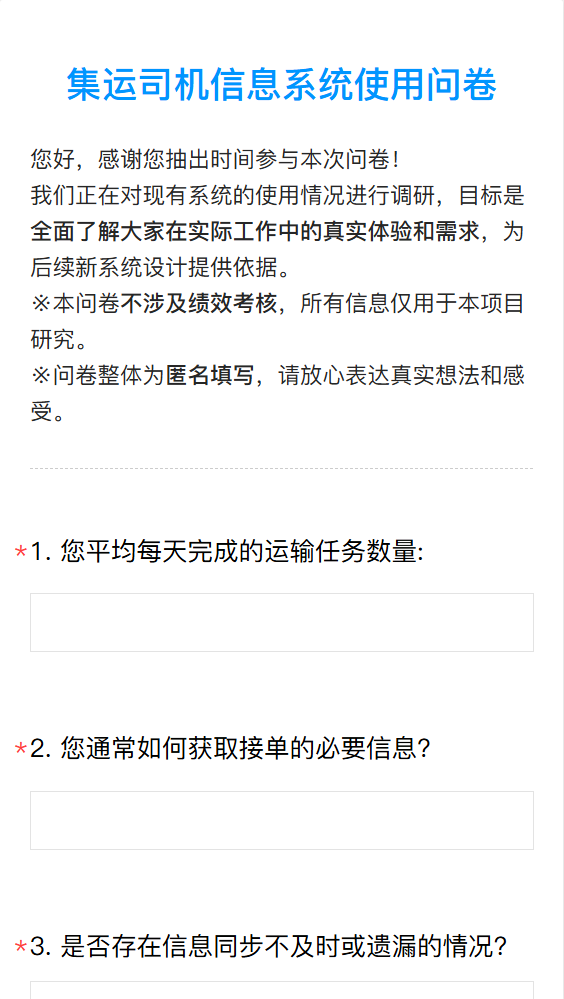 集运司机信息系统使用问卷
您好，感谢您抽出时间参与本次问卷！
我们正在对现有系统的使用情况进行调研，目标是
全面了解大家在实际工作中的真实体验和需求，为
后续新系统设计提供依据。
※本问卷不涉及绩效考核，所有信息仅用于本项目
研究。
※问卷整体为匿名填写，请放心表达真实想法和感
受。
*1. 您平均每天完成的运输任务数量:
*2. 您通常如何获取接单的必要信息?
*3. 是否存在信息同步不及时或遗漏的情况?